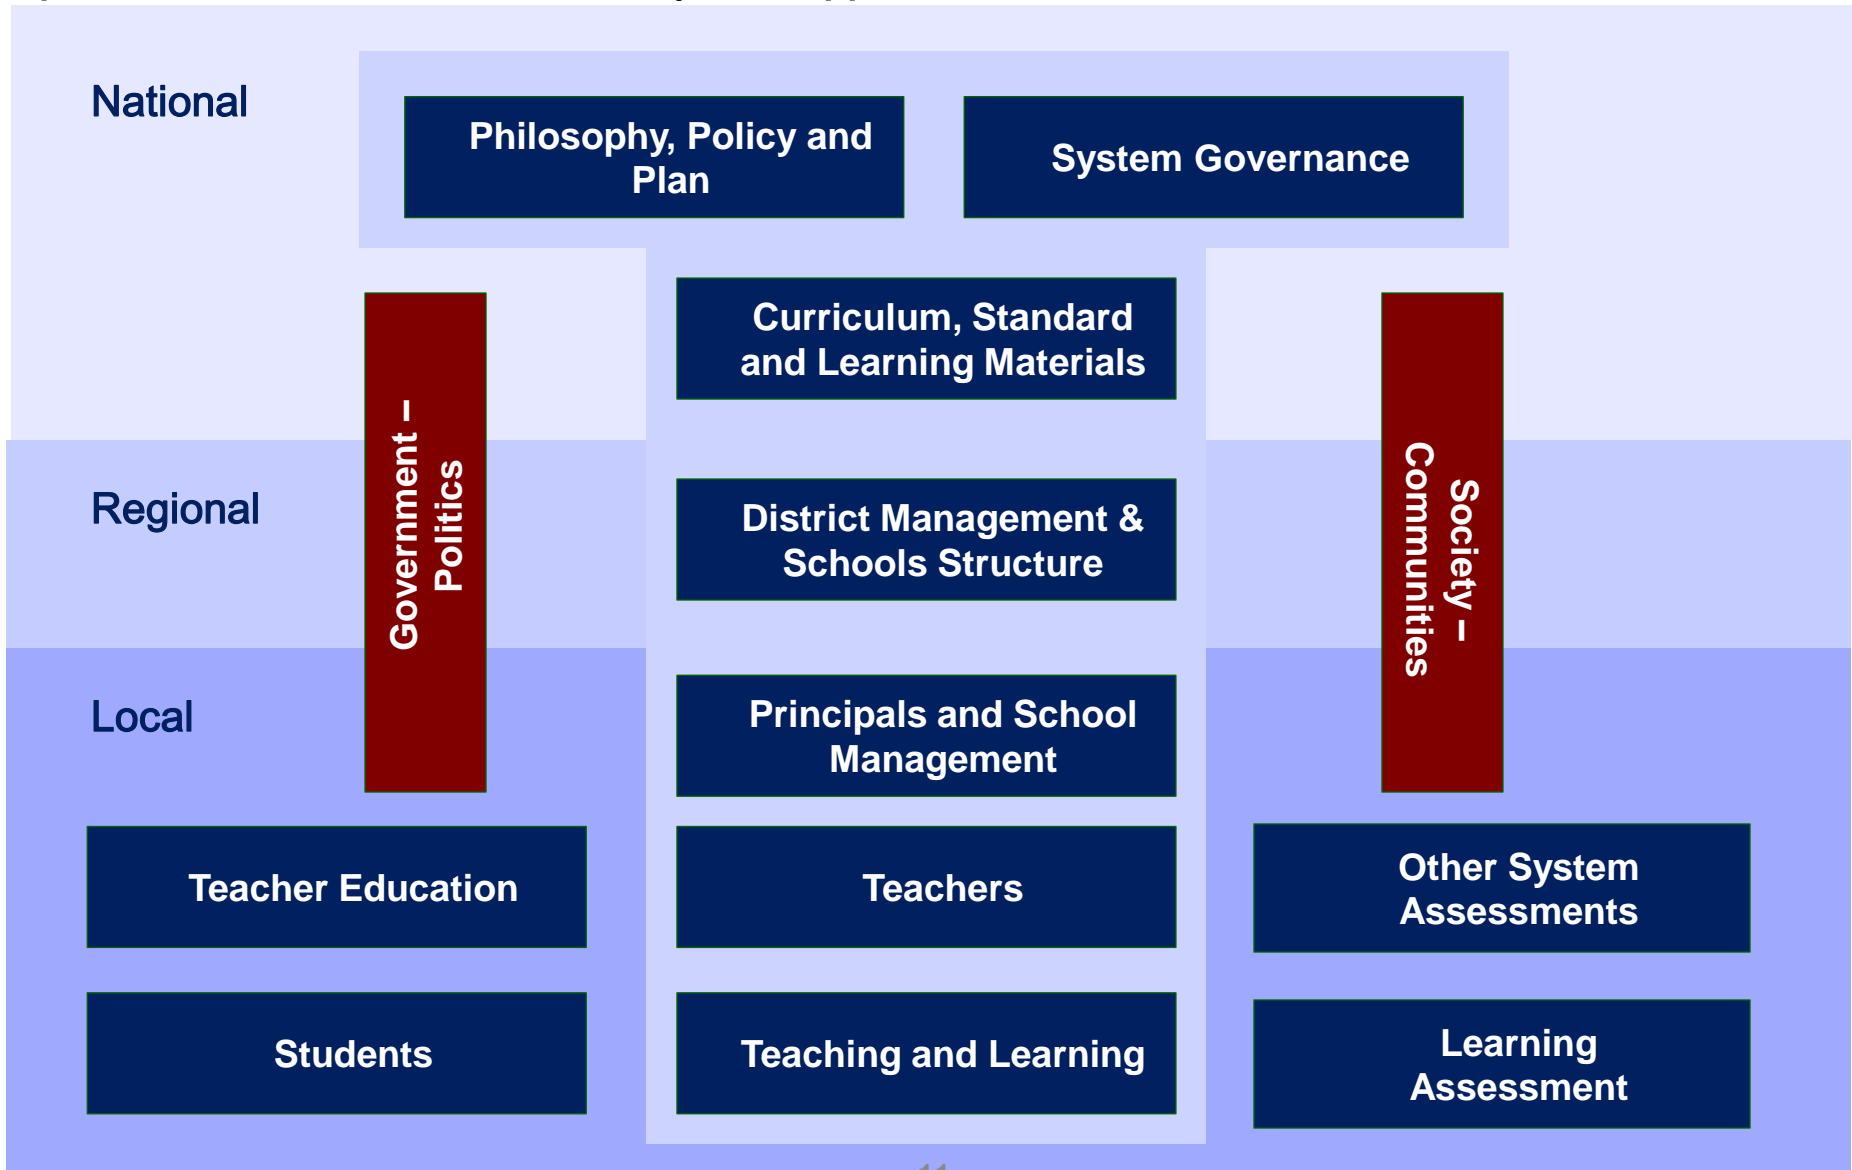 National
Philosophy, Policy and
Plan
System Governance
Curriculum, Standard
and Learning Materials
Government –
Politics
Society –
Communities
Regional
District Management &
Schools Structure
Local
Principals and School
Management
Teacher Education
Teachers
Other System
Assessments
Students
Teaching and Learning
Learning
Assessment